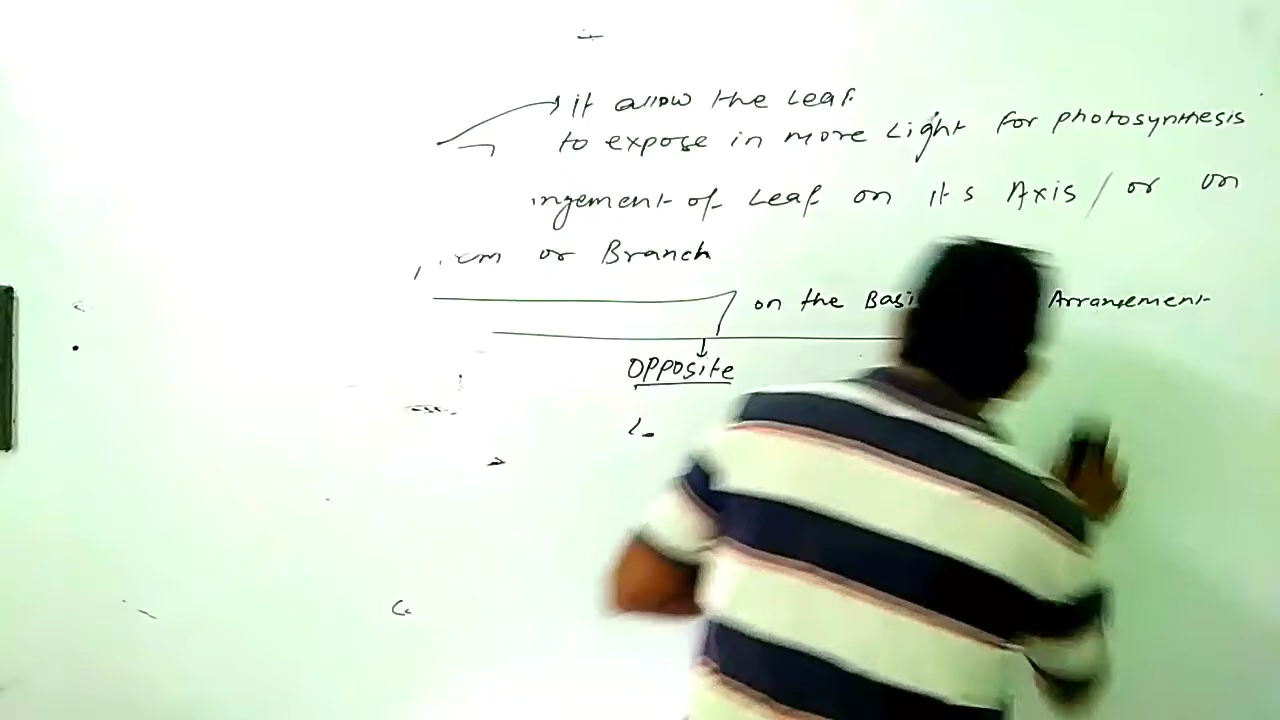 it allow the Leaf
to expose in more Light for photosynthesis
ngement of Leaf on its Axis / or on
or Branch
on the Basi Arrangement
OPPOSITE